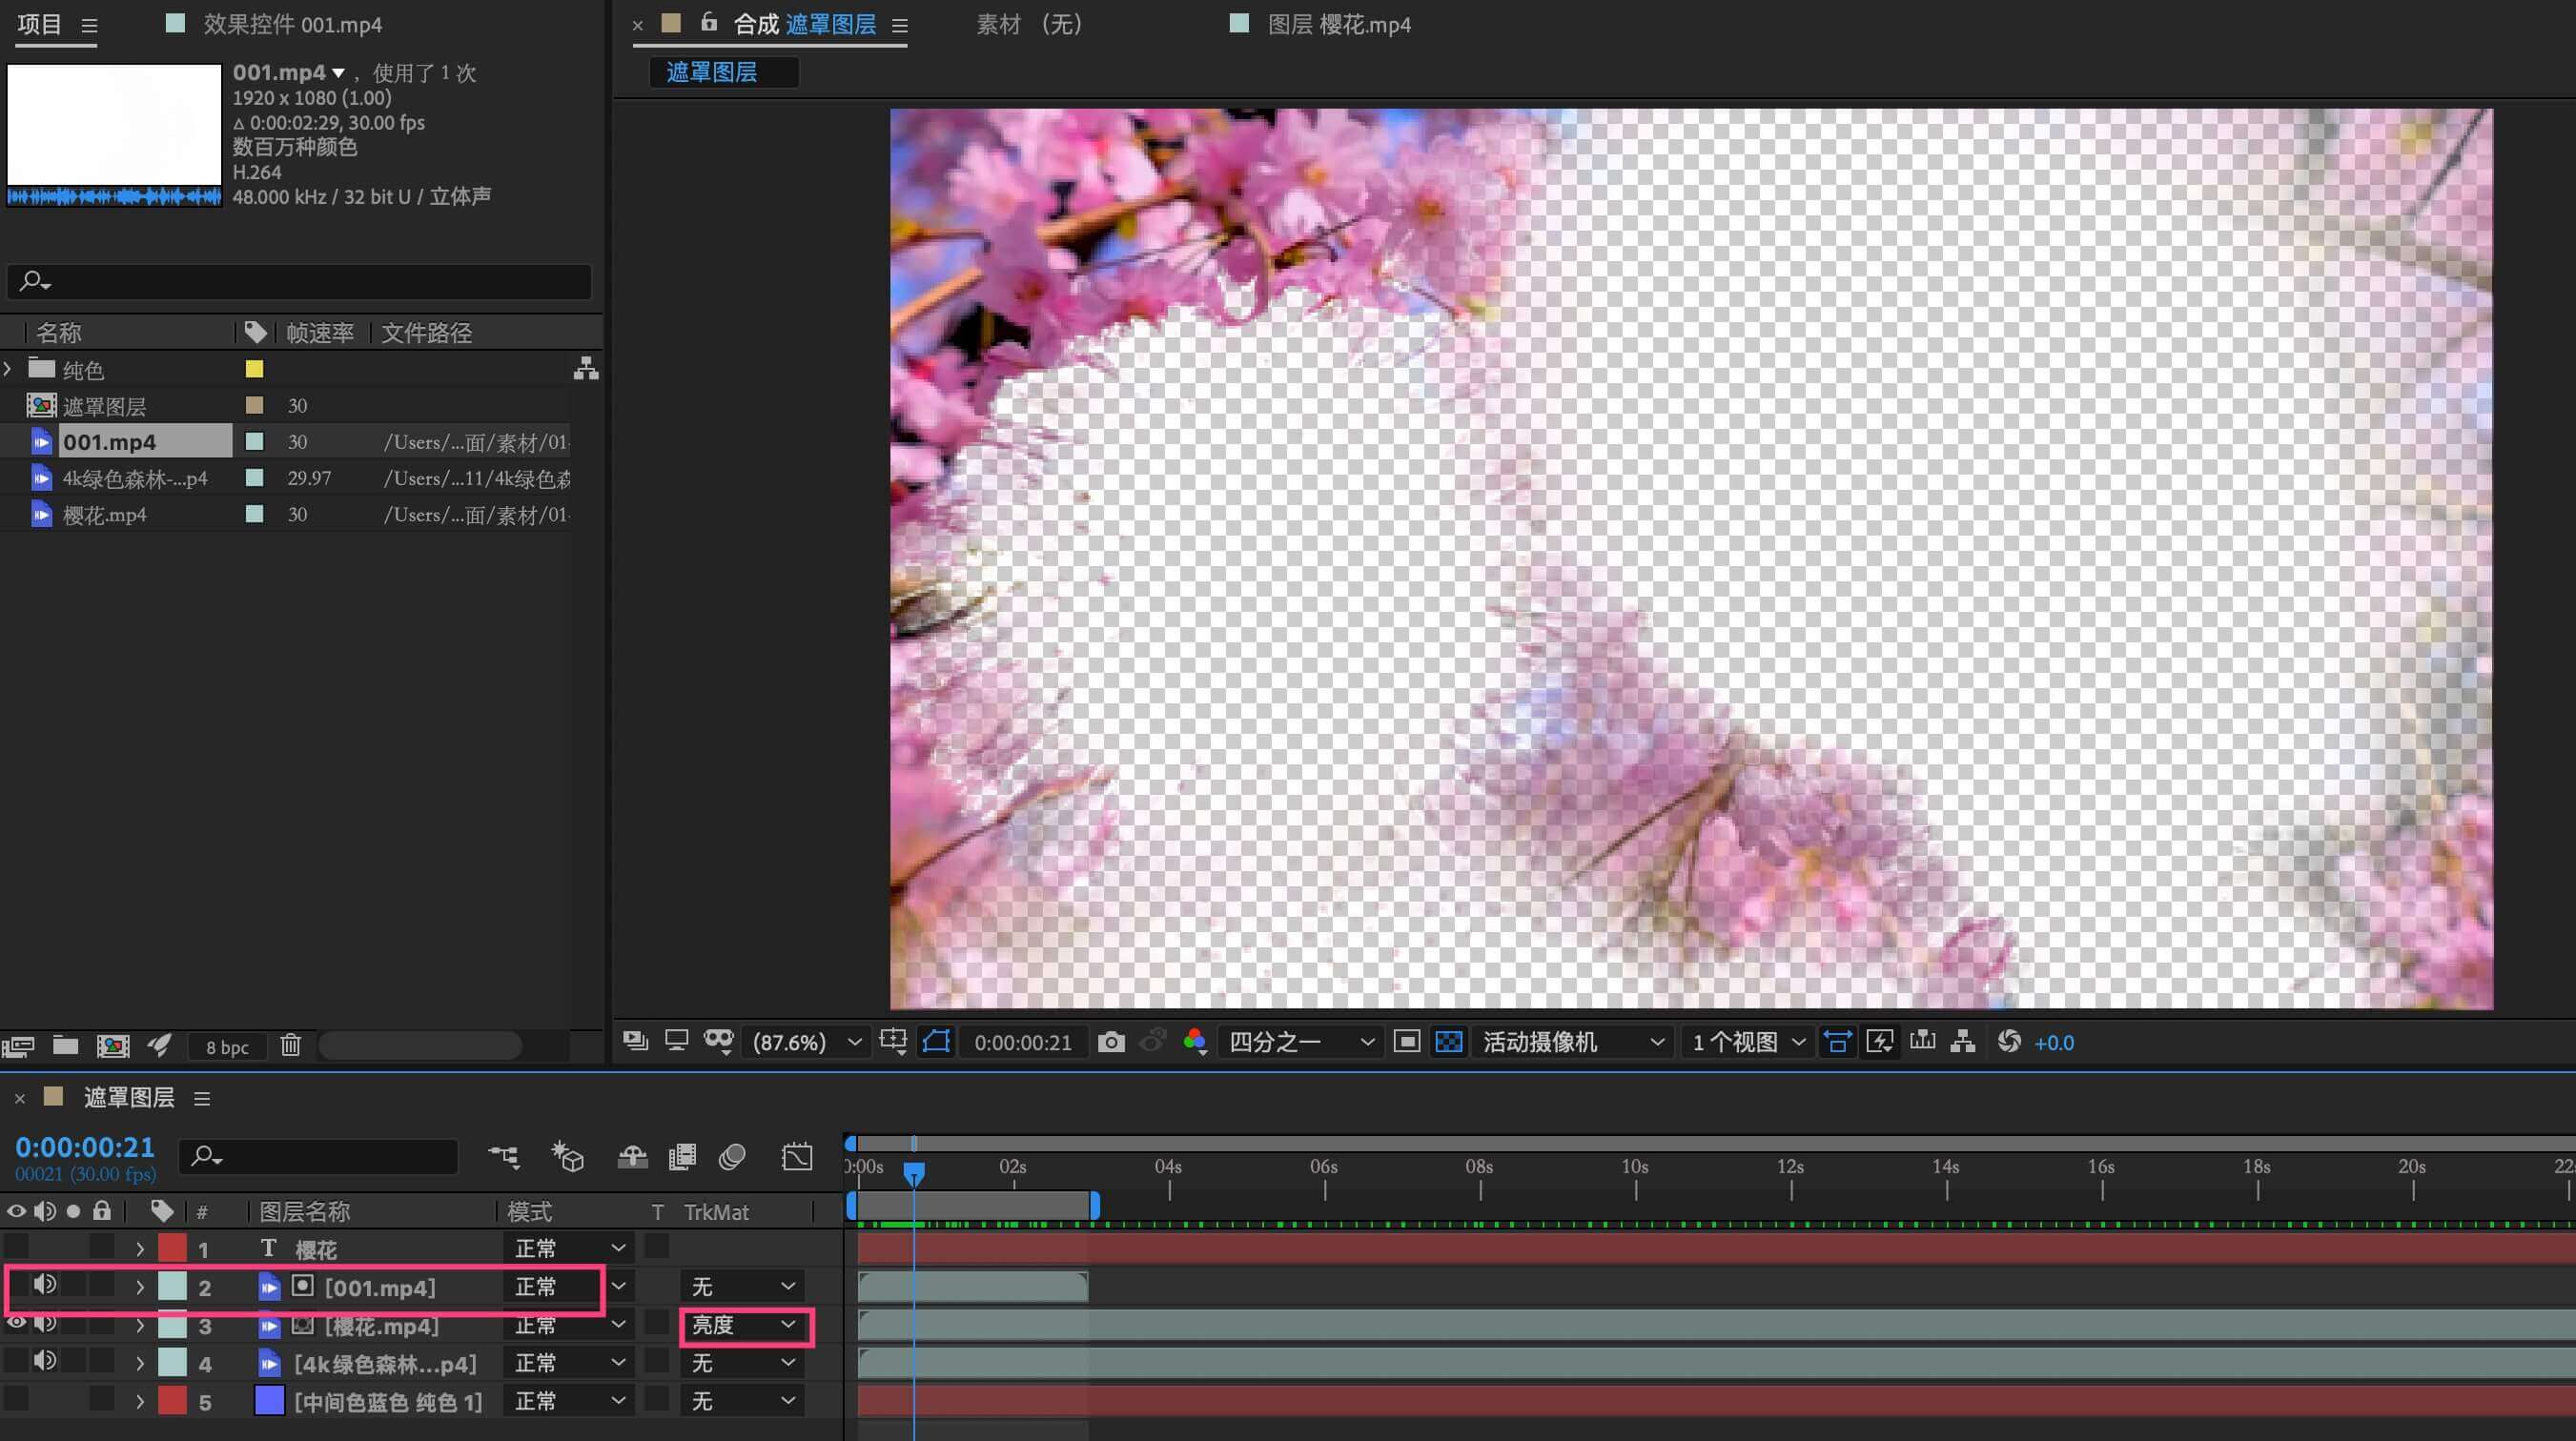 项目
效果控件 001.mp4
001.mp4 ， 使用了 1 次
1920 x 1080 (1.00)
Δ 0:00:02:29, 30.00 fps
数百万种颜色
H.264
48.000 kHz / 32 bit U / 立体声
名称 帧速率 文件路径
纯色
遮罩图层 30
001.mp4 30 /Users/...面/素材/01-
4k绿色森林-...p4 29.97 /Users/...11/4k绿色森
樱花.mp4 30 /Users/...面/素材/01-
8 bpc
× 合成 遮罩图层 素材 （无） 图层 樱花.mp4
遮罩图层
(87.6%) 0:00:00:21 四分之一 活动摄像机 1 个视图 +0.0
× 遮罩图层
0:00:00:21
00021 (30.00 fps)
0:00s 02s 04s 06s 08s 10s 12s 14s 16s 18s 20s 22
# 图层名称 模式 T TrkMat
1 T 樱花 正常
2 [001.mp4] 正常 无
3 [樱花.mp4] 正常 亮度
4 [4k绿色森林...p4] 正常 无
5 [中间色蓝色 纯色 1] 正常 无